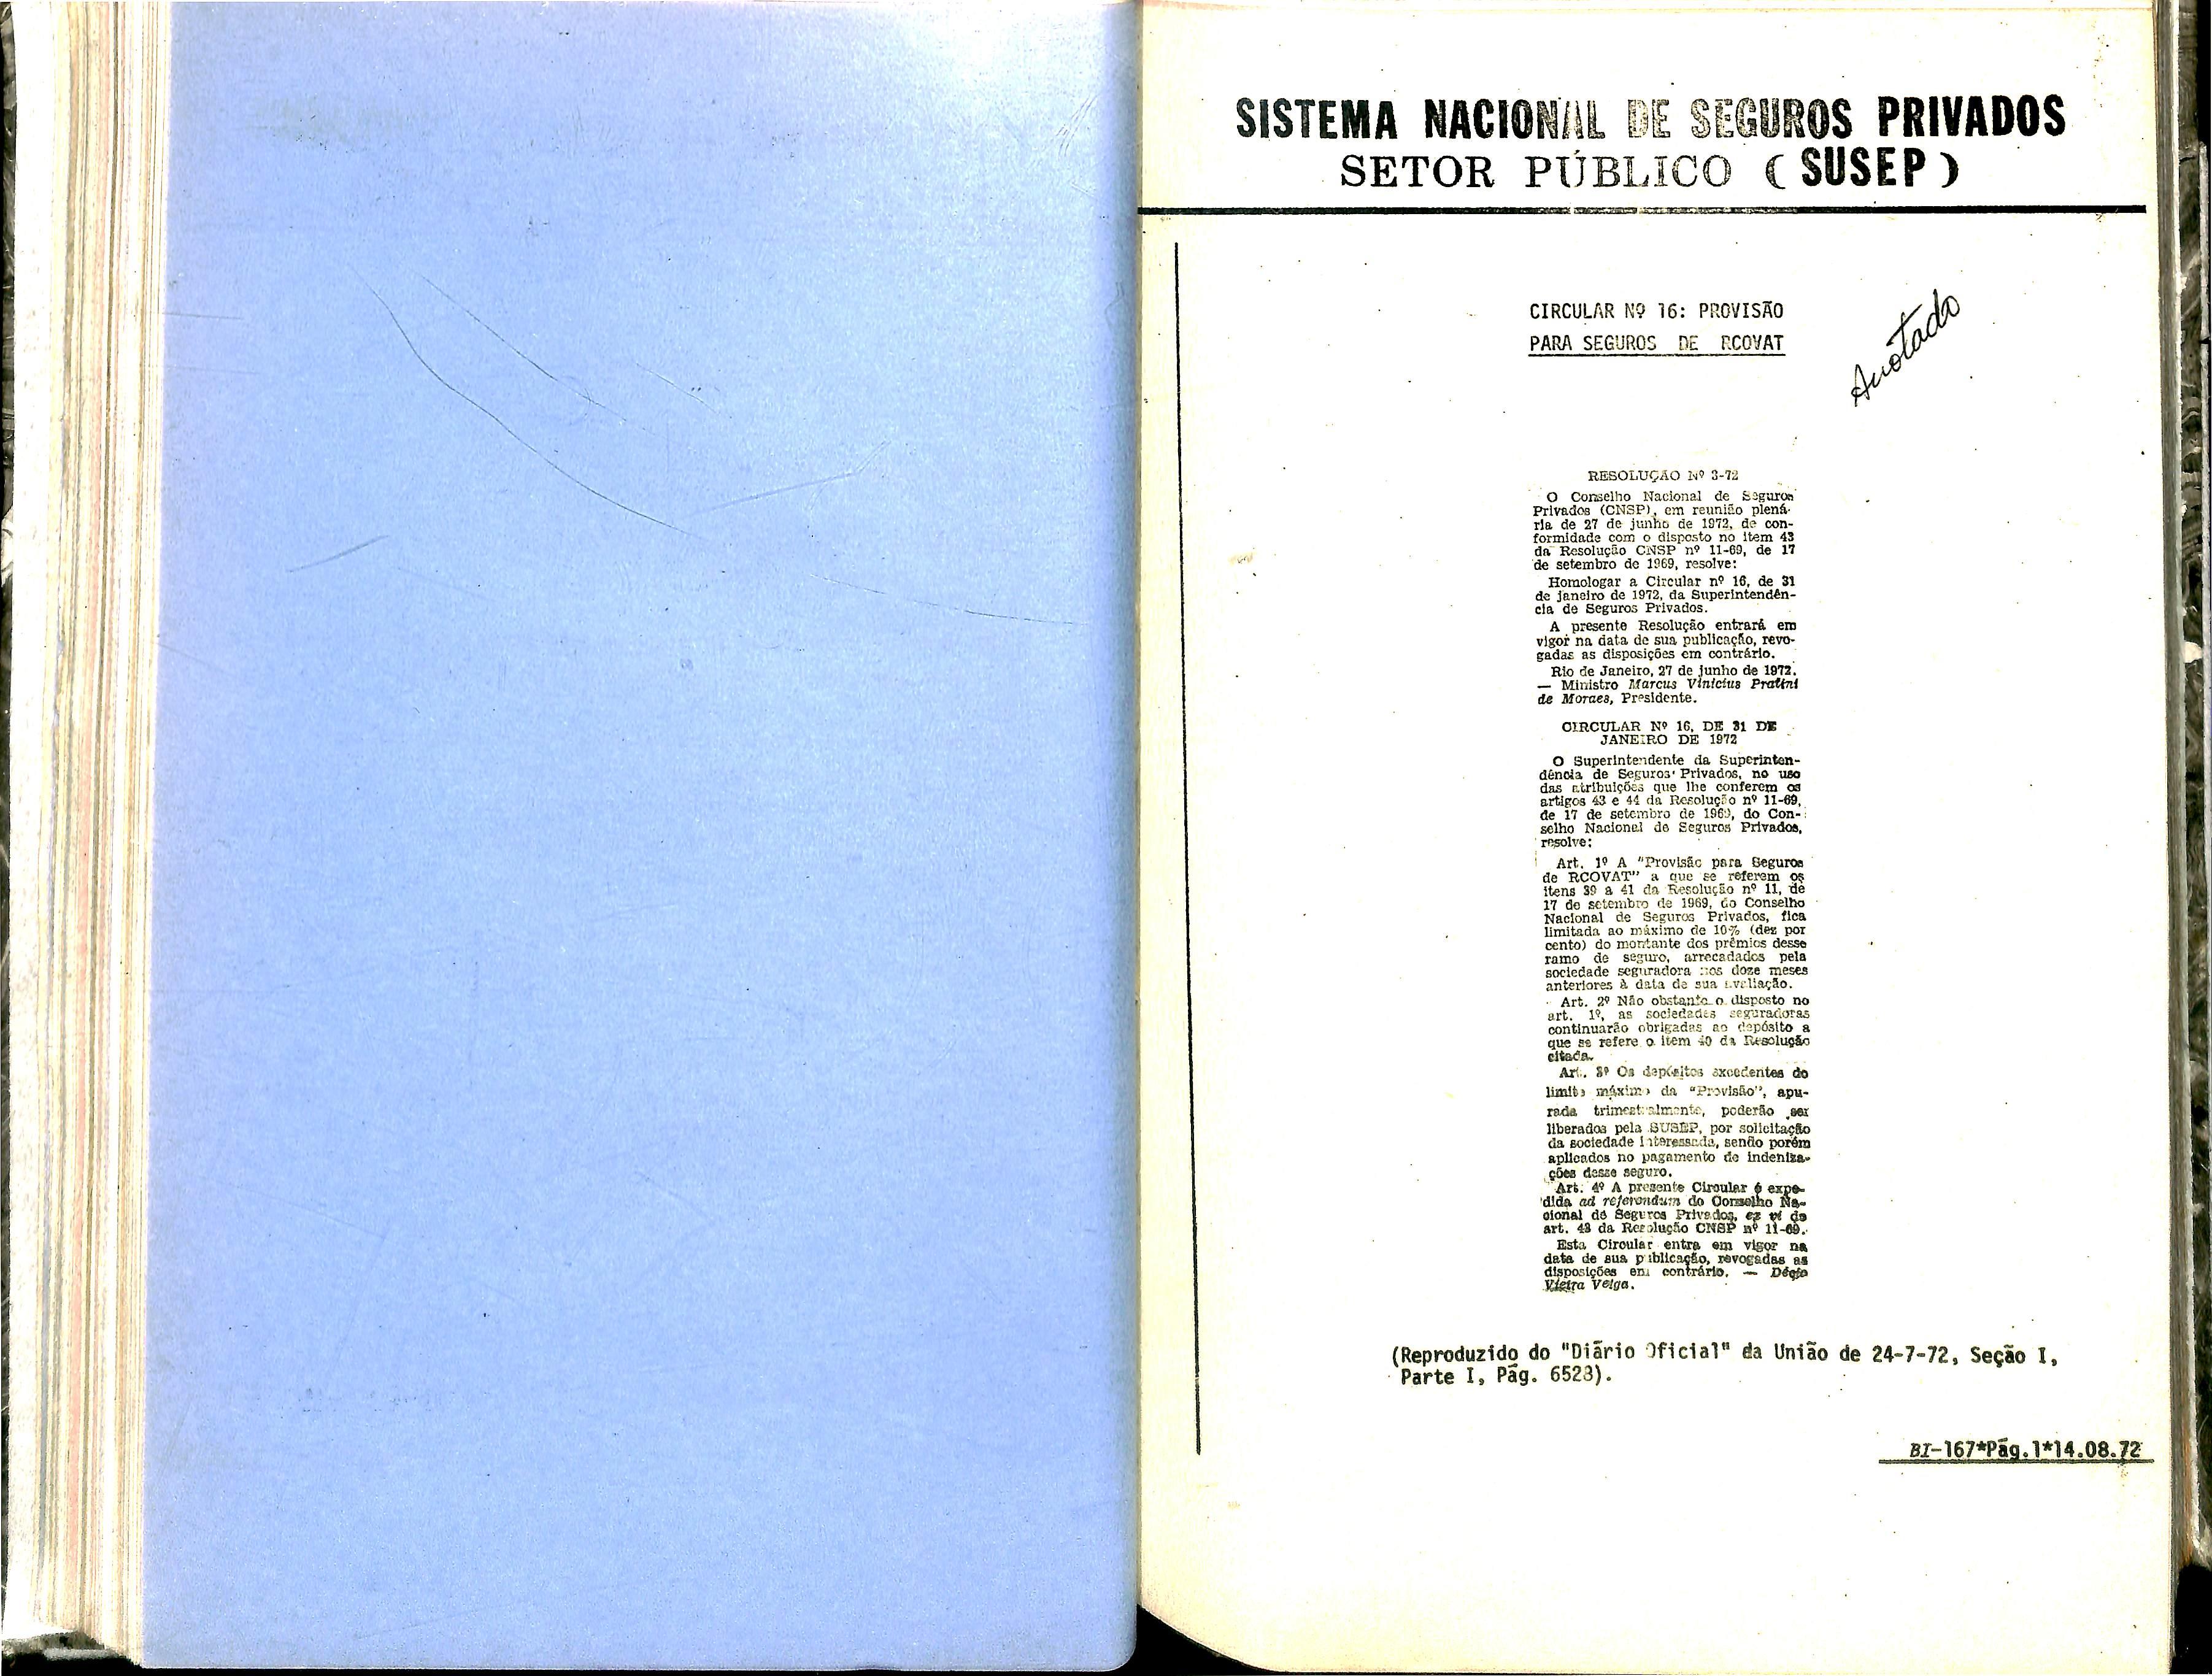 SISTEMA NACIONAL DE SEGUROS PRIVADOS
SETOR PÚBLICO (SUSEP)
CIRCULAR Nº 16: PROVISÃO
PARA SEGUROS DE RCOVAT
Anotado
RESOLUÇÃO Nº 3-72
O Conselho Nacional de Seguros
Privados (CNSP), em reunião plená-
ria de 27 de junho de 1972, de con-
formidade com o disposto no item 43
da Resolução CNSP nº 11-69, de 17
de setembro de 1969, resolve:
Homologar a Circular nº 16, de 31
de janeiro de 1972, da Superintendên-
cia de Seguros Privados.
A presente Resolução entrará em
vigor na data de sua publicação, revo-
gadas as disposições em contrário.
Rio de Janeiro, 27 de junho de 1972.
— Ministro Marcus Vinicius Pratini
de Moraes, Presidente.
CIRCULAR Nº 16, DE 31 DE
JANEIRO DE 1972
O Superintendente da Superinten-
dência de Seguros Privados, no uso
das atribuições que lhe conferem os
artigos 43 e 44 da Resolução nº 11-69,
de 17 de setembro de 1969, do Con-
selho Nacional de Seguros Privados,
resolve:
Art. 1º A "Provisão para Seguros
de RCOVAT" a que se referem os
itens 39 a 41 da Resolução nº 11, de
17 de setembro de 1969, do Conselho
Nacional de Seguros Privados, fica
limitada ao máximo de 10% (dez por
cento) do montante dos prêmios desse
ramo de seguro, arrecadados pela
sociedade seguradora nos doze meses
anteriores à data de sua avaliação.
Art. 2º Não obstante o disposto no
art. 1º, as sociedades seguradoras
continuarão obrigadas ao depósito a
que se refere o item 40 da Resolução
citada.
Art. 3º Os depósitos excedentes do
limite máximo da "Provisão", apu-
rada trimestralmente, poderão ser
liberados pela SUSEP, por solicitação
da sociedade interessada, sendo porém
aplicados no pagamento de indeniza-
ções desse seguro.
Art. 4º A presente Circular é expe-
dida ad referendum do Conselho Na-
cional de Seguros Privados, ex vi do
art. 43 da Resolução CNSP nº 11-69.
Esta Circular entra em vigor na
data de sua publicação, revogadas as
disposições em contrário. — Décio
Vieira Veiga.
(Reproduzido do "Diário Oficial" da União de 24-7-72, Seção I,
Parte I, Pág. 6528).
BI-167*Pág.1*14.08.72